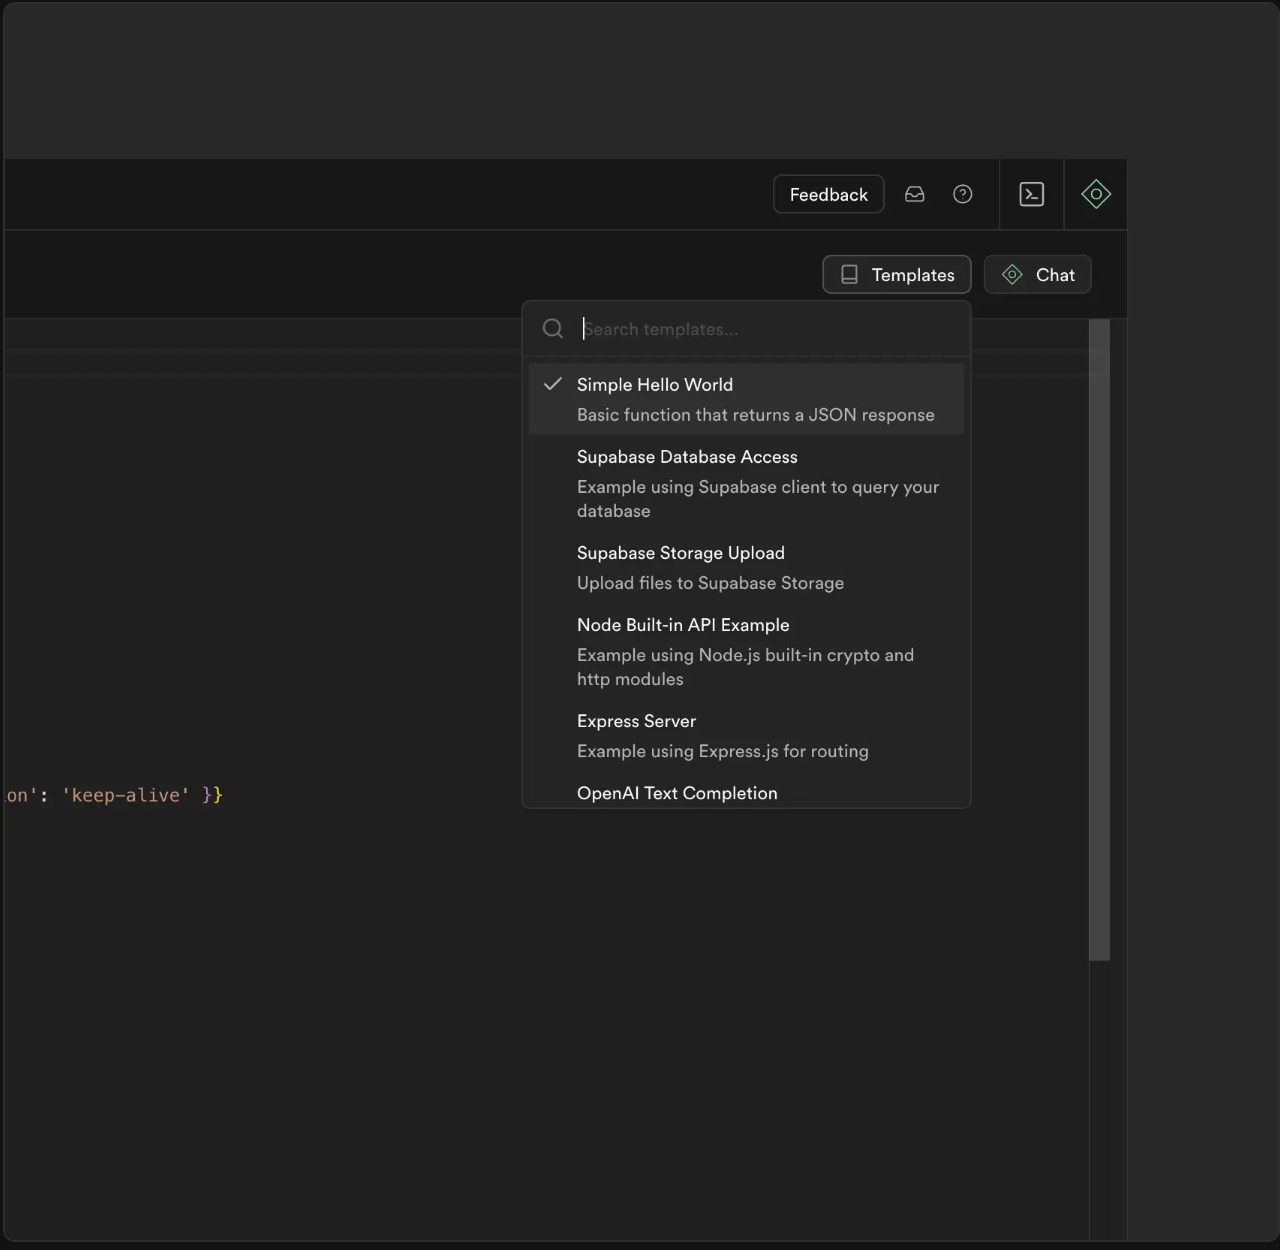 Feedback
Templates
Chat
Search templates...
Simple Hello World
Basic function that returns a JSON response
Supabase Database Access
Example using Supabase client to query your
database
Supabase Storage Upload
Upload files to Supabase Storage
Node Built-in API Example
Example using Node.js built-in crypto and
http modules
Express Server
Example using Express.js for routing
OpenAI Text Completion
on': 'keep-alive' }}